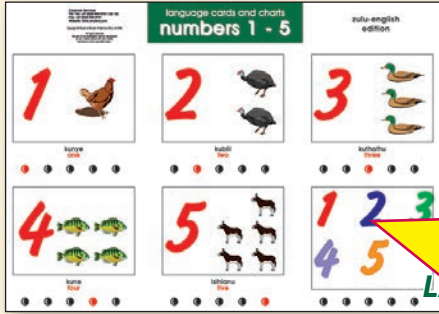 language cards and charts
numbers 1 - 5
zulu-english
edition
1
2
3
kunye
one
kubili
two
kuthathu
three
4
5
1 2 3
4 5
kune
four
isihlanu
five
L